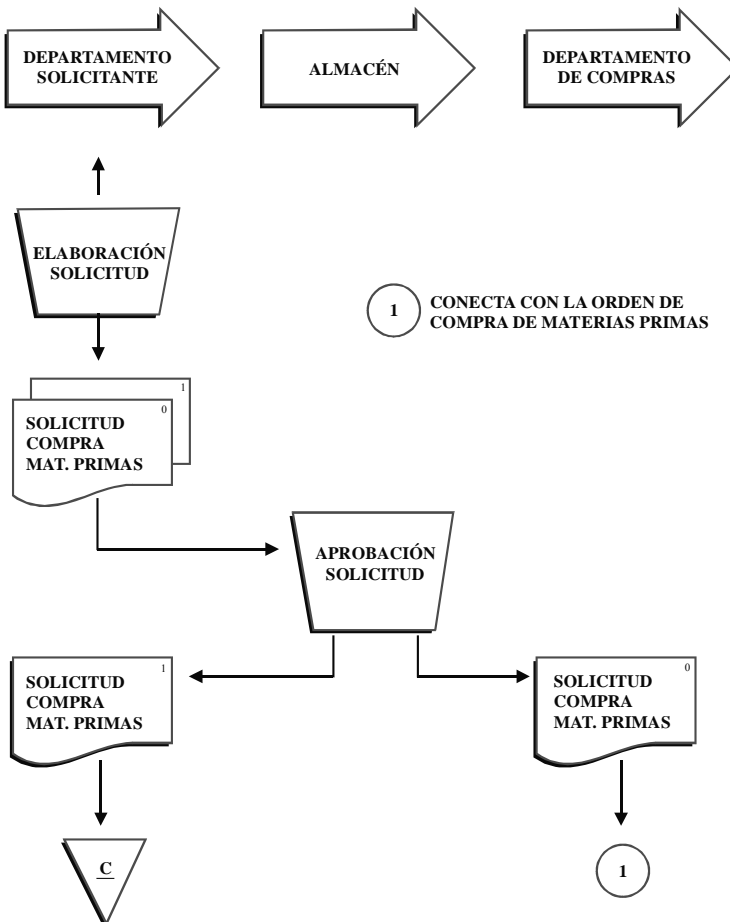 DEPARTAMENTO
SOLICITANTE
ALMACÉN
DEPARTAMENTO
DE COMPRAS
ELABORACIÓN
SOLICITUD
1
CONECTA CON LA ORDEN DE
COMPRA DE MATERIAS PRIMAS
1
0
SOLICITUD
COMPRA
MAT. PRIMAS
APROBACIÓN
SOLICITUD
1
SOLICITUD
COMPRA
MAT. PRIMAS
0
SOLICITUD
COMPRA
MAT. PRIMAS
C
1